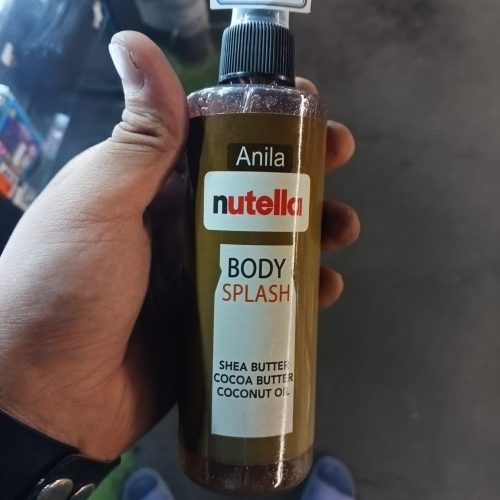 Anila
nutella
BODY
SPLASH
SHEA BUTTER
COCOA BUTTER
COCONUT OIL